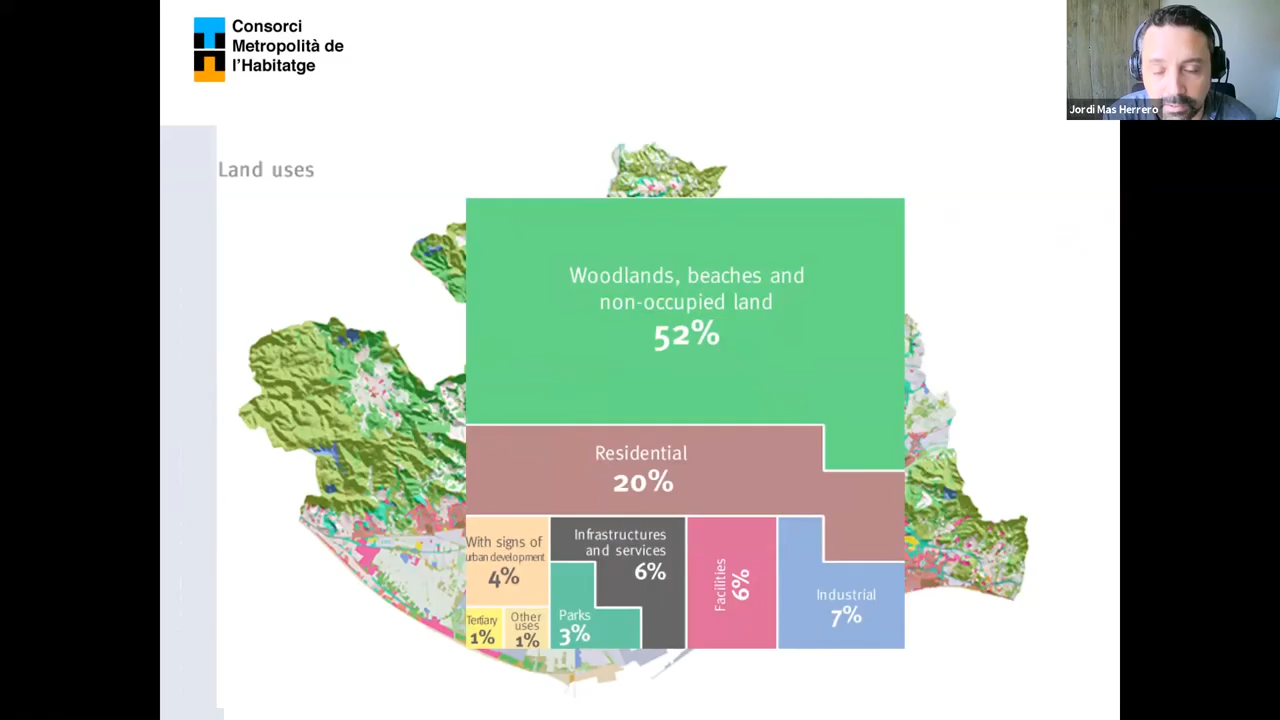 Consorci
Metropolità de
l'Habitatge
Jordi Mas Herrero
Land uses
Woodlands, beaches and
non-occupied land
52%
Residential
20%
With signs of
urban development
4%
Infrastructures
and services
6%
Facilities
6%
Industrial
7%
Tertiary
1%
Other
uses
1%
Parks
3%